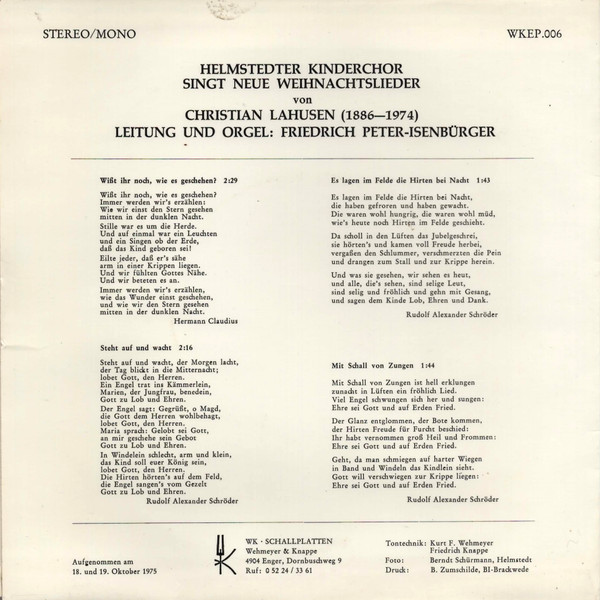 STEREO/MONO
WKEP.006
HELMSTEDTER KINDERCHOR
SINGT NEUE WEIHNACHTSLIEDER
von
CHRISTIAN LAHUSEN (1886—1974)
LEITUNG UND ORGEL: FRIEDRICH PETER-ISENBÜRGER
Wißt ihr noch, wie es geschehen? 2:29
Wißt ihr noch, wie es geschehen?
Immer werden wir's erzählen:
Wie wir einst den Stern gesehen
mitten in der dunklen Nacht.
Stille war es um die Herde.
Und auf einmal war ein Leuchten
und ein Singen ob der Erde,
daß das Kind geboren sei!
Eilte jeder, daß er's sähe
arm in einer Krippen liegen.
Und wir fühlten Gottes Nähe.
Und wir beteten es an.
Immer werden wir's erzählen,
wie das Wunder einst geschehen,
und wie wir den Stern gesehen
mitten in der dunklen Nacht.
Hermann Claudius
Steht auf und wacht 2:16
Steht auf und wacht, der Morgen lacht,
der Tag blickt in die Mitternacht;
lobet Gott, den Herren.
Ein Engel trat ins Kämmerlein,
Marien, der Jungfrau, benedein,
Gott zu Lob und Ehren.
Der Engel sagt: Gegrüßt, o Magd,
die Gott dem Herren wohlbehagt,
lobet Gott, den Herren.
Maria sprach: Gelobt sei Gott,
an mir geschehe sein Gebot
Gott zu Lob und Ehren.
In Windelein schlecht, arm und klein,
das Kind soll euer König sein,
lobet Gott, den Herren.
Die Hirten hörten's auf dem Feld,
die Engel sangen's vom Gezelt
Gott zu Lob und Ehren.
Rudolf Alexander Schröder
Es lagen im Felde die Hirten bei Nacht 1:43
Es lagen im Felde die Hirten bei Nacht,
die haben gefroren und haben gewacht.
Die waren wohl hungrig, die waren wohl müd,
wie's heute noch Hirten im Felde geschieht.
Da scholl in den Lüften das Jubelgeschrei,
sie hörten's und kamen voll Freude herbei,
vergaßen den Schlummer, verschmerzten die Pein
und drangen zum Stall und zur Krippe herein.
Und was sie gesehen, wir sehen es heut,
und alle, die's sehen, sind selige Leut,
sind selig und fröhlich und gehn mit Gesang,
und sagen dem Kinde Lob, Ehren und Dank.
Rudolf Alexander Schröder
Mit Schall von Zungen 1:44
Mit Schall von Zungen ist hell erklungen
zunacht in Lüften ein fröhlich Lied.
Viel Engel schwungen sich her und sungen:
Ehre sei Gott und auf Erden Fried.
Der Glanz entglommen, der Bote kommen,
der Hirten Freude für Furcht beschied:
Ihr habt vernommen groß Heil und Frommen:
Ehre sei Gott und auf Erden Fried.
Geht, da man schmiegen auf harter Wiegen
in Band und Windeln das Kindlein sieht.
Gott will verschwiegen zur Krippe liegen:
Ehre sei Gott und auf Erden Fried.
Rudolf Alexander Schröder
Aufgenommen am
18. und 19. Oktober 1975
WK
WK - SCHALLPLATTEN
Wehmeyer & Knappe
4904 Enger, Dornbuschweg 9
Ruf: 0 52 24 / 33 61
Tontechnik: Kurt F. Wehmeyer
Friedrich Knappe
Foto: Berndt Schürmann, Helmstedt
Druck: B. Zumschilde, BI-Brackwede